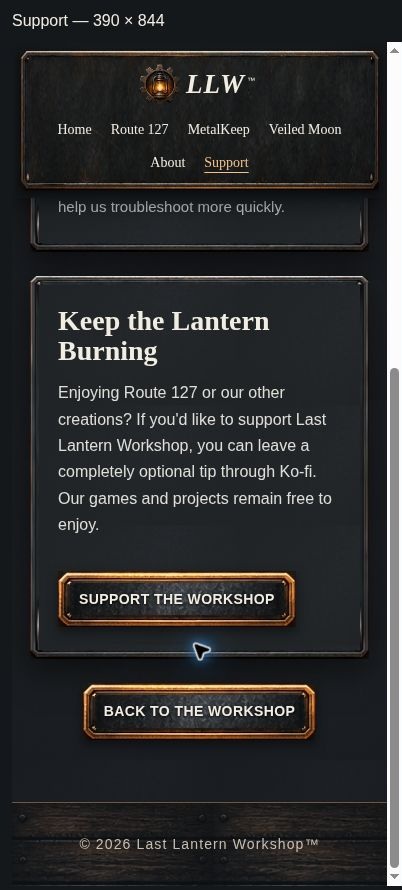 Support — 390 × 844
LLW™
Home Route 127 MetalKeep Veiled Moon
About Support
help us troubleshoot more quickly.
Keep the Lantern
Burning
Enjoying Route 127 or our other
creations? If you'd like to support Last
Lantern Workshop, you can leave a
completely optional tip through Ko-fi.
Our games and projects remain free to
enjoy.
SUPPORT THE WORKSHOP
BACK TO THE WORKSHOP
© 2026 Last Lantern Workshop™